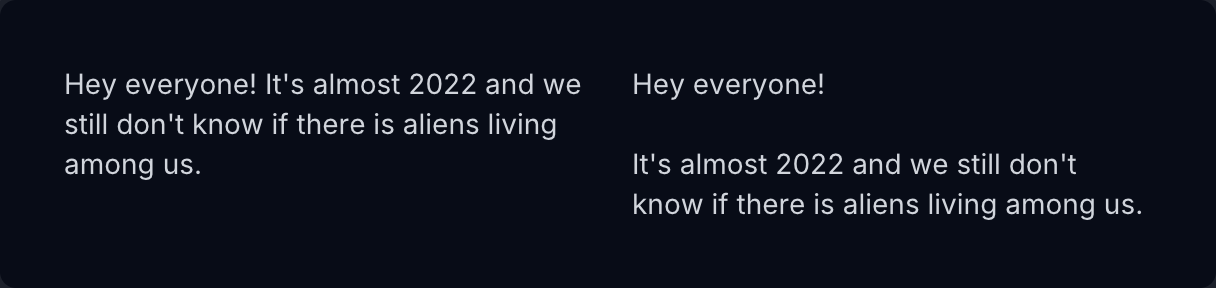 Hey everyone! It's almost 2022 and we
still don't know if there is aliens living
among us.
Hey everyone!
It's almost 2022 and we still don't
know if there is aliens living among us.